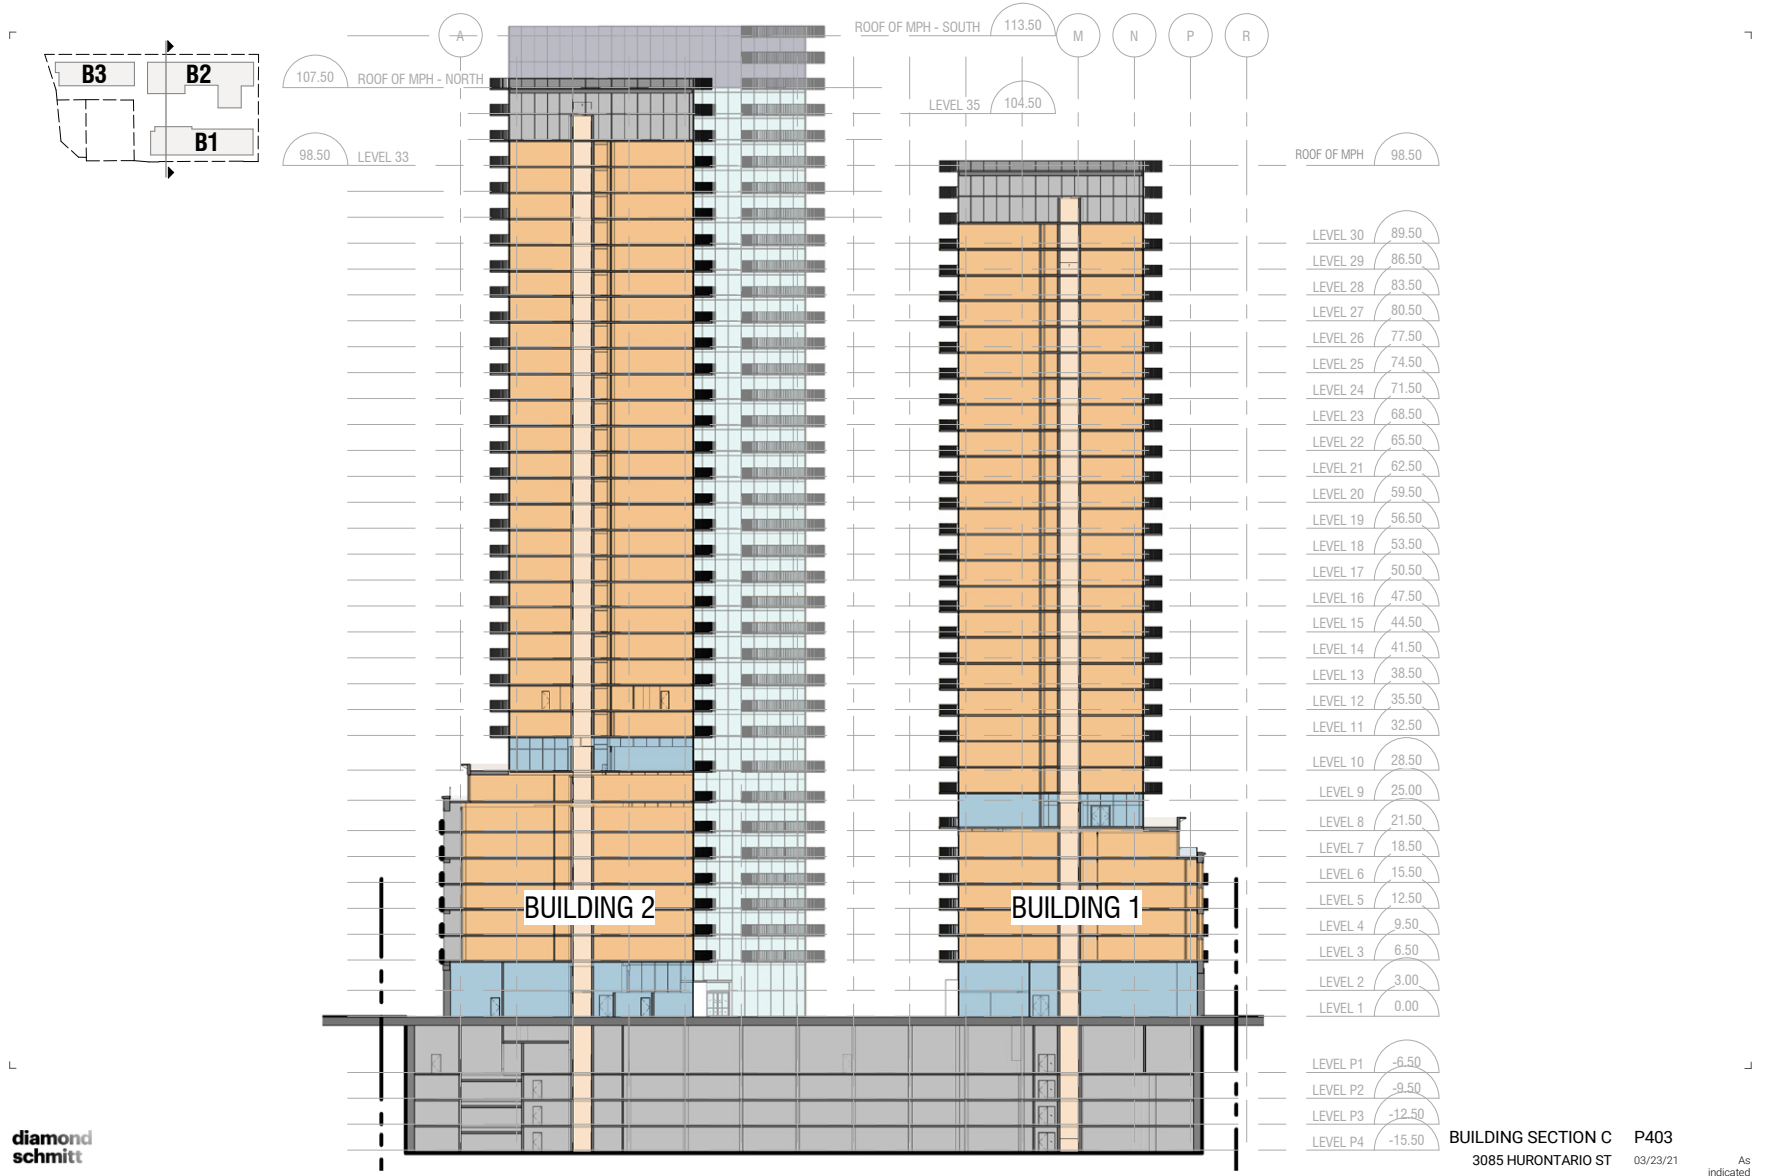 ROOF OF MPH - SOUTH 113.50
A M N P R
B3 B2
B1
107.50 ROOF OF MPH - NORTH
LEVEL 35 104.50
98.50 LEVEL 33
ROOF OF MPH 98.50
LEVEL 30 89.50
LEVEL 29 86.50
LEVEL 28 83.50
LEVEL 27 80.50
LEVEL 26 77.50
LEVEL 25 74.50
LEVEL 24 71.50
LEVEL 23 68.50
LEVEL 22 65.50
LEVEL 21 62.50
LEVEL 20 59.50
LEVEL 19 56.50
LEVEL 18 53.50
LEVEL 17 50.50
LEVEL 16 47.50
LEVEL 15 44.50
LEVEL 14 41.50
LEVEL 13 38.50
LEVEL 12 35.50
LEVEL 11 32.50
LEVEL 10 28.50
LEVEL 9 25.00
LEVEL 8 21.50
LEVEL 7 18.50
LEVEL 6 15.50
LEVEL 5 12.50
BUILDING 2 BUILDING 1
LEVEL 4 9.50
LEVEL 3 6.50
LEVEL 2 3.00
LEVEL 1 0.00
LEVEL P1 -6.50
LEVEL P2 -9.50
LEVEL P3 -12.50
LEVEL P4 -15.50
diamond
schmitt
BUILDING SECTION C P403
3085 HURONTARIO ST 03/23/21 As
indicated